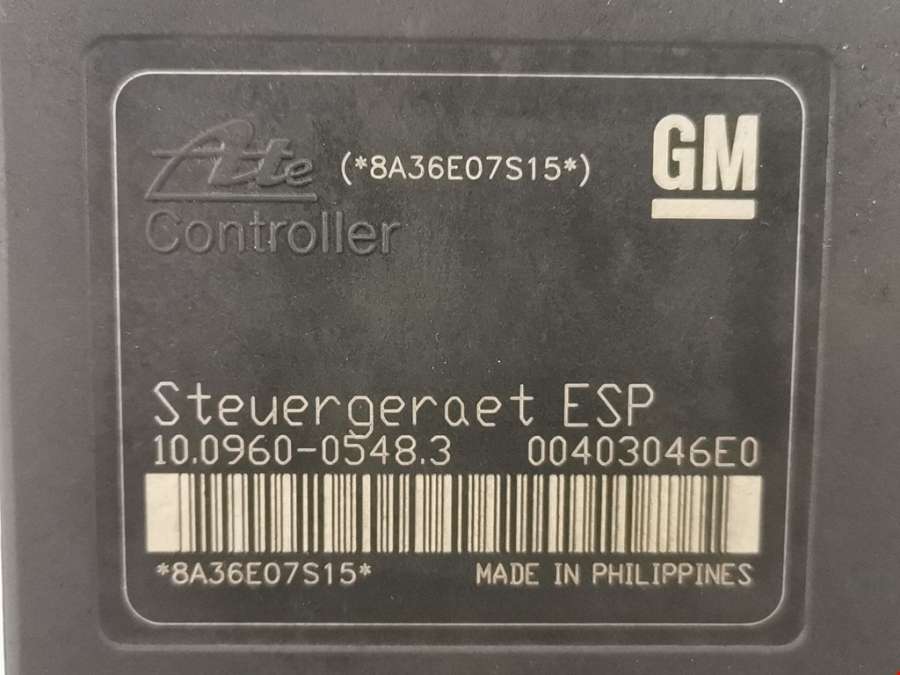 Ate (*8A36E07S15*) GM
Controller
Steuergeraet ESP
10.0960-0548.3 00403046E0
*8A36E07S15* MADE IN PHILIPPINES